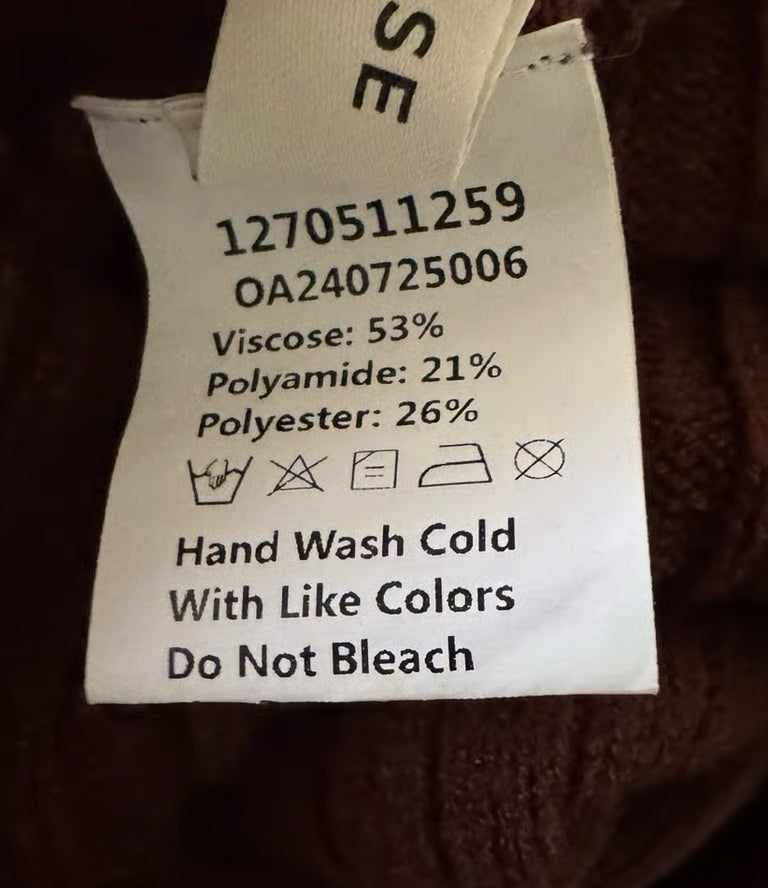 SE
1270511259
OA240725006
Viscose: 53%
Polyamide: 21%
Polyester: 26%
Hand Wash Cold
With Like Colors
Do Not Bleach